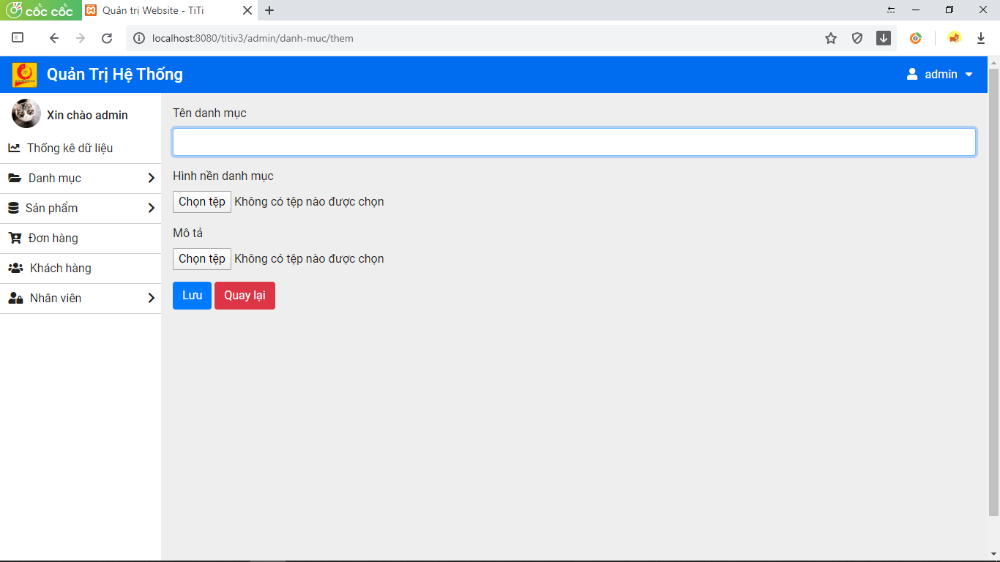 cốc cốc
Quản trị Website - TiTi
localhost:8080/titiv3/admin/danh-muc/them
Quản Trị Hệ Thống
admin
Xin chào admin
Thống kê dữ liệu
Danh mục
Sản phẩm
Đơn hàng
Khách hàng
Nhân viên
Tên danh mục
Hình nền danh mục
Chọn tệp Không có tệp nào được chọn
Mô tả
Chọn tệp Không có tệp nào được chọn
Lưu Quay lại